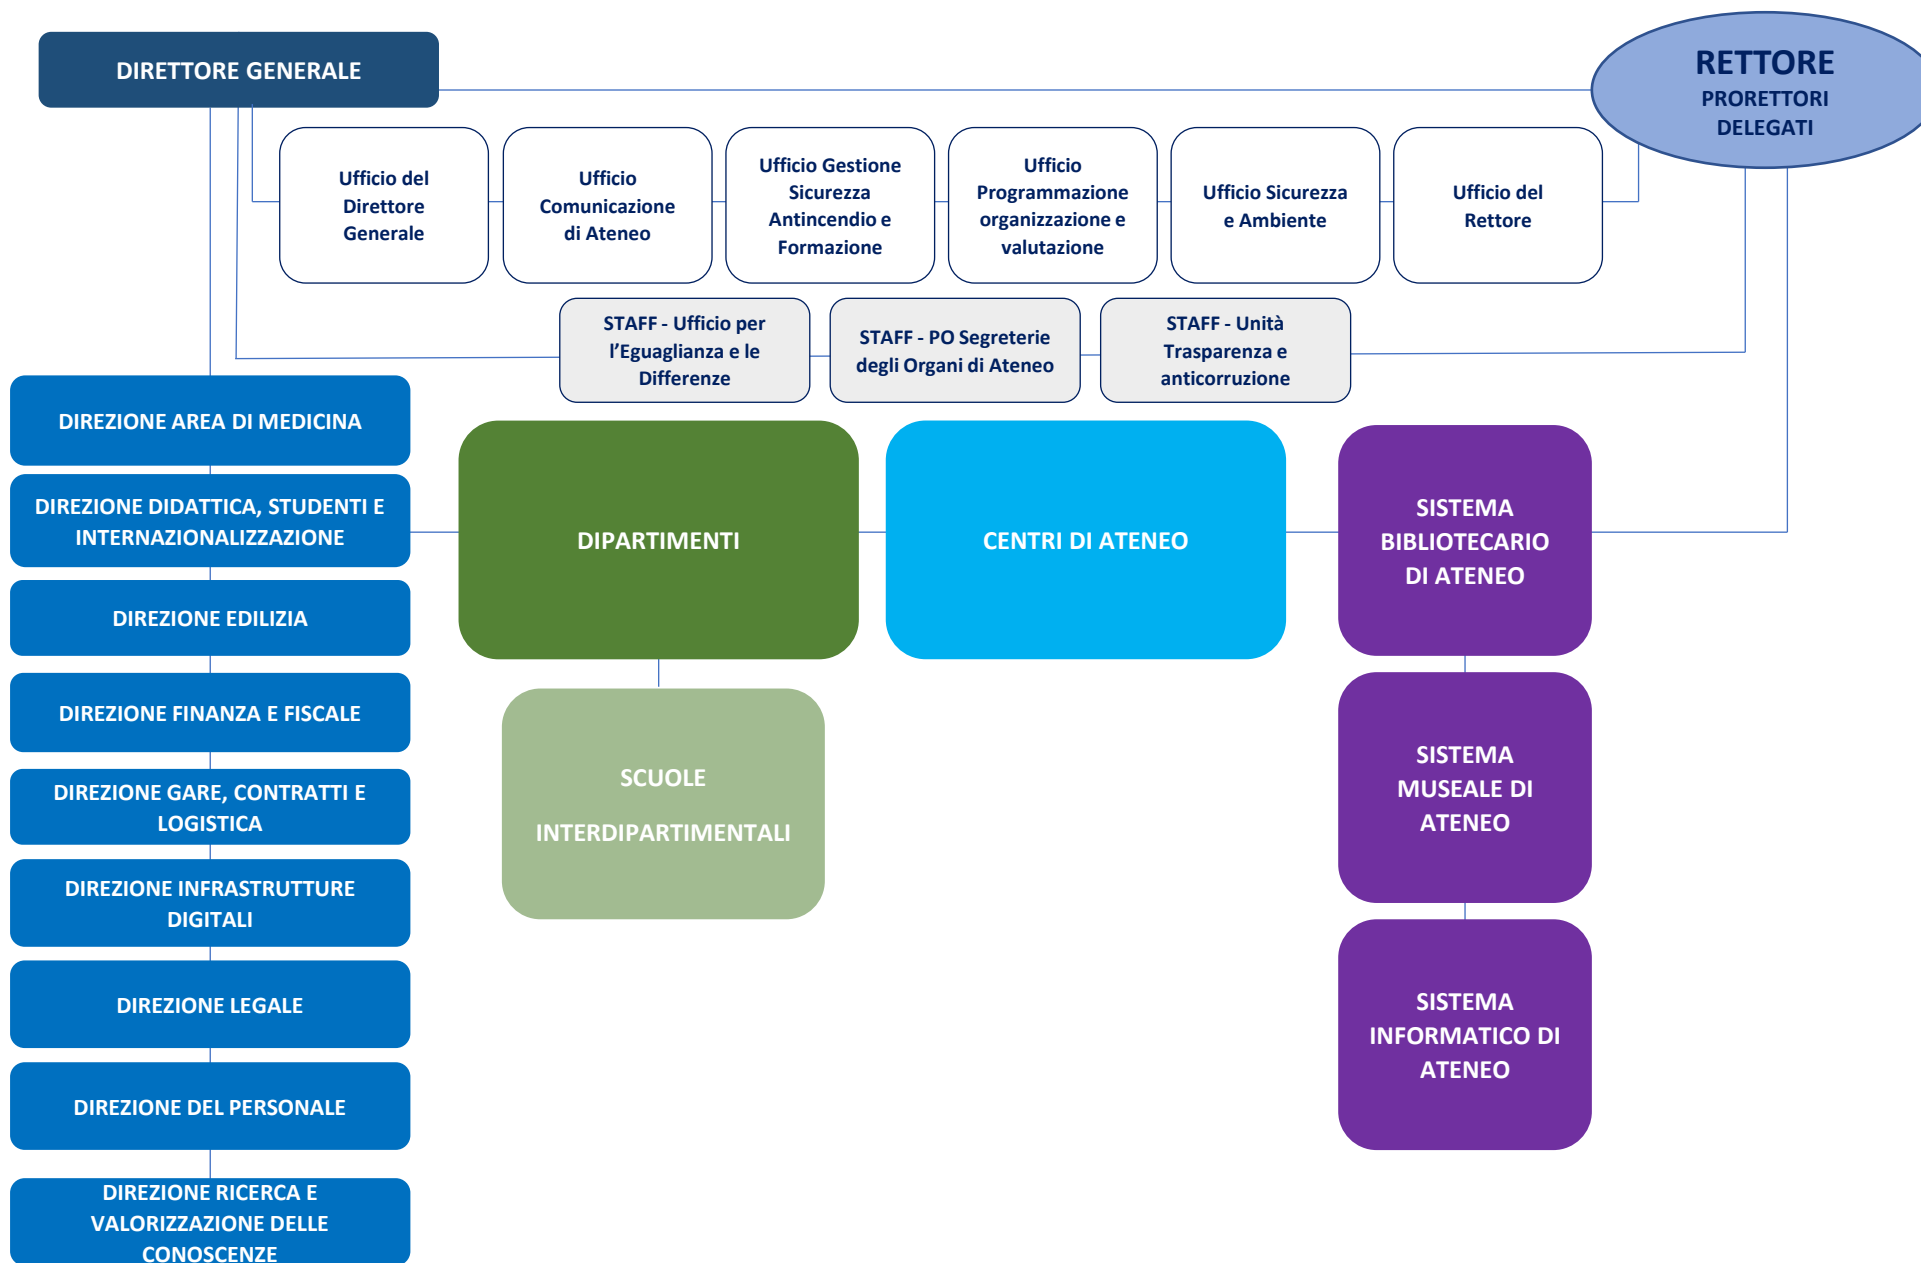 DIRETTORE GENERALE
RETTORE
PRORETTORI
DELEGATI
Ufficio del
Direttore
Generale
Ufficio
Comunicazione
di Ateneo
Ufficio Gestione
Sicurezza
Antincendio e
Formazione
Ufficio
Programmazione
organizzazione e
valutazione
Ufficio Sicurezza
e Ambiente
Ufficio del
Rettore
STAFF - Ufficio per
l’Eguaglianza e le
Differenze
STAFF - PO Segreterie
degli Organi di Ateneo
STAFF - Unità
Trasparenza e
anticorruzione
DIREZIONE AREA DI MEDICINA
DIREZIONE DIDATTICA, STUDENTI E
INTERNAZIONALIZZAZIONE
DIREZIONE EDILIZIA
DIREZIONE FINANZA E FISCALE
DIREZIONE GARE, CONTRATTI E
LOGISTICA
DIREZIONE INFRASTRUTTURE
DIGITALI
DIREZIONE LEGALE
DIREZIONE DEL PERSONALE
DIREZIONE RICERCA E
VALORIZZAZIONE DELLE
CONOSCENZE
DIPARTIMENTI
SCUOLE
INTERDIPARTIMENTALI
CENTRI DI ATENEO
SISTEMA
BIBLIOTECARIO
DI ATENEO
SISTEMA
MUSEALE DI
ATENEO
SISTEMA
INFORMATICO DI
ATENEO